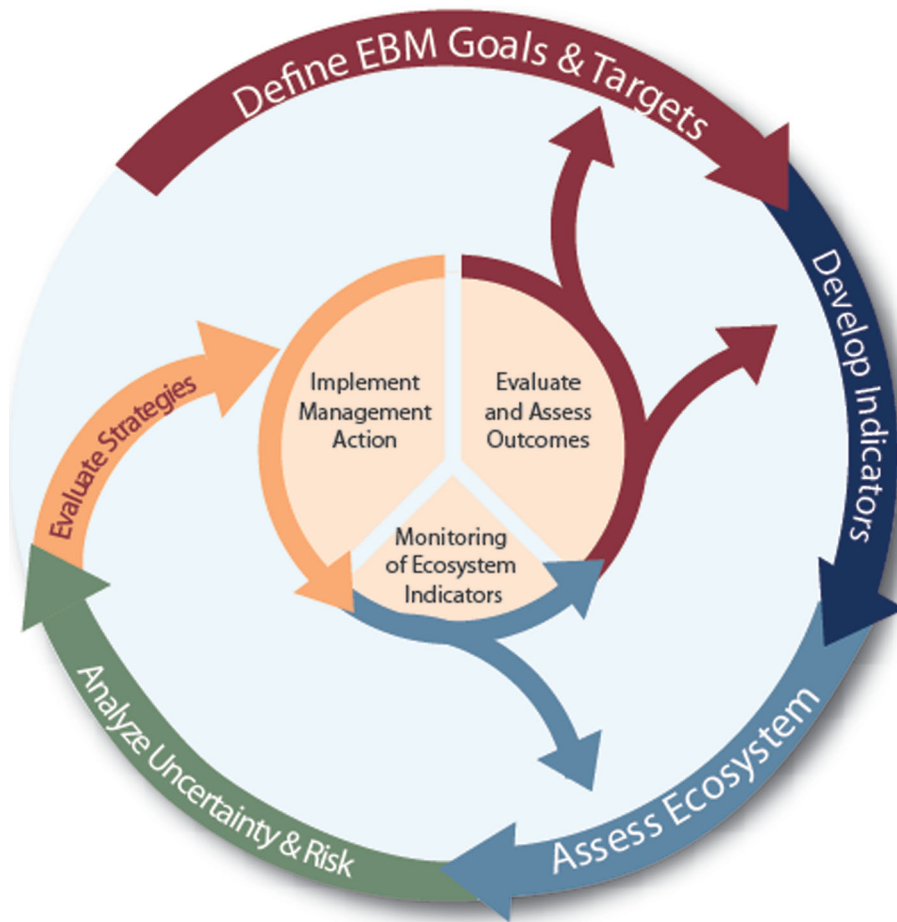 Define EBM Goals & Targets
Develop Indicators
Assess Ecosystem
Analyze Uncertainty & Risk
Evaluate Strategies
Implement
Management
Action
Evaluate
and Assess
Outcomes
Monitoring
of Ecosystem
Indicators